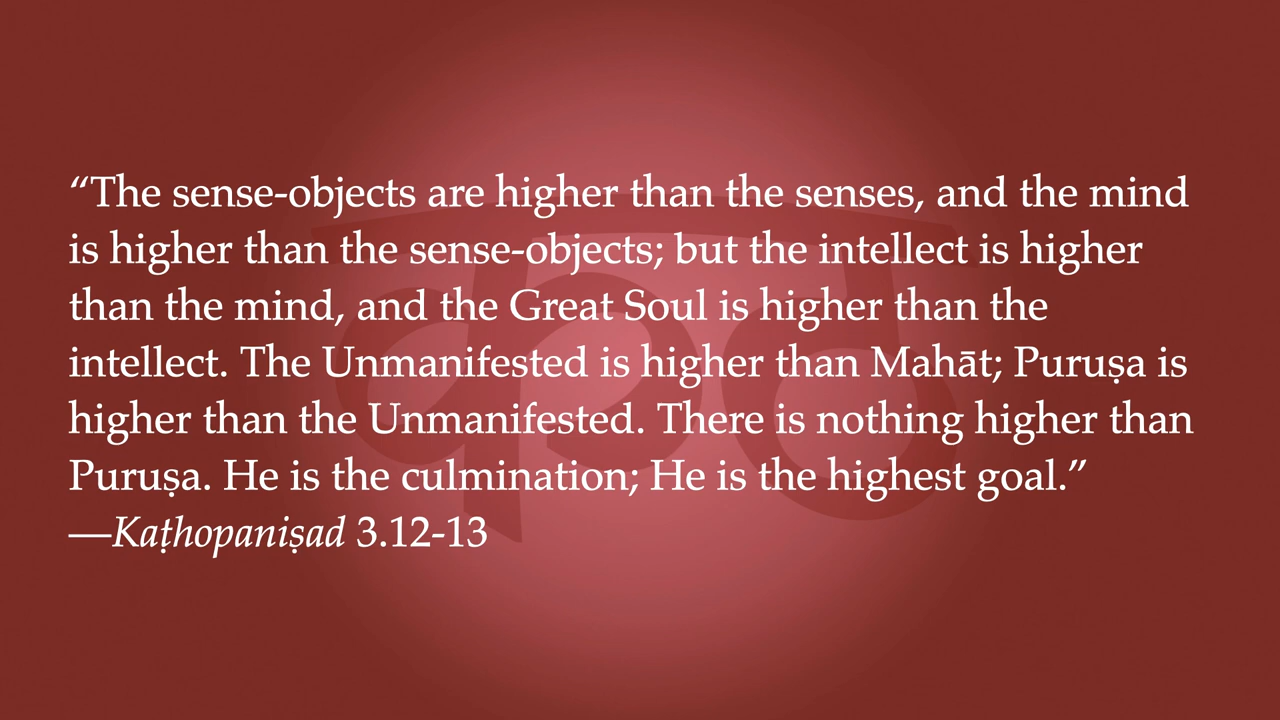 “The sense-objects are higher than the senses, and the mind
is higher than the sense-objects; but the intellect is higher
than the mind, and the Great Soul is higher than the
intellect. The Unmanifested is higher than Mahāt; Puruṣa is
higher than the Unmanifested. There is nothing higher than
Puruṣa. He is the culmination; He is the highest goal.”
—Kaṭhopaniṣad 3.12-13
कठ